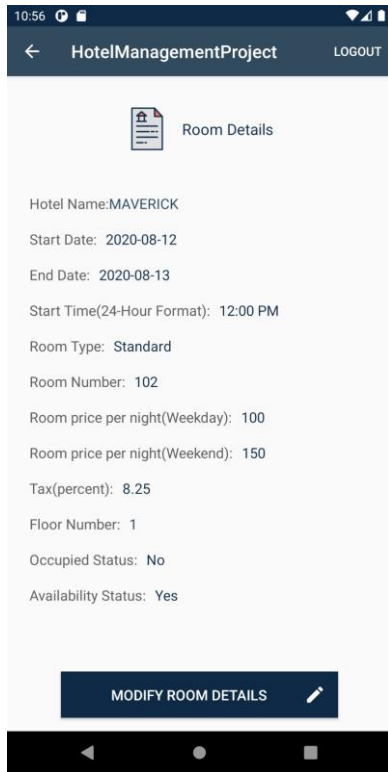 10:56
HotelManagementProject LOGOUT
Room Details
Hotel Name:MAVERICK
Start Date: 2020-08-12
End Date: 2020-08-13
Start Time(24-Hour Format): 12:00 PM
Room Type: Standard
Room Number: 102
Room price per night(Weekday): 100
Room price per night(Weekend): 150
Tax(percent): 8.25
Floor Number: 1
Occupied Status: No
Availability Status: Yes
MODIFY ROOM DETAILS